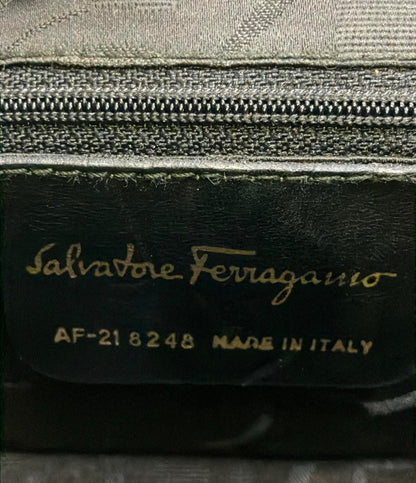 Salvatore Ferragamo
AF-21 8248 MADE IN ITALY